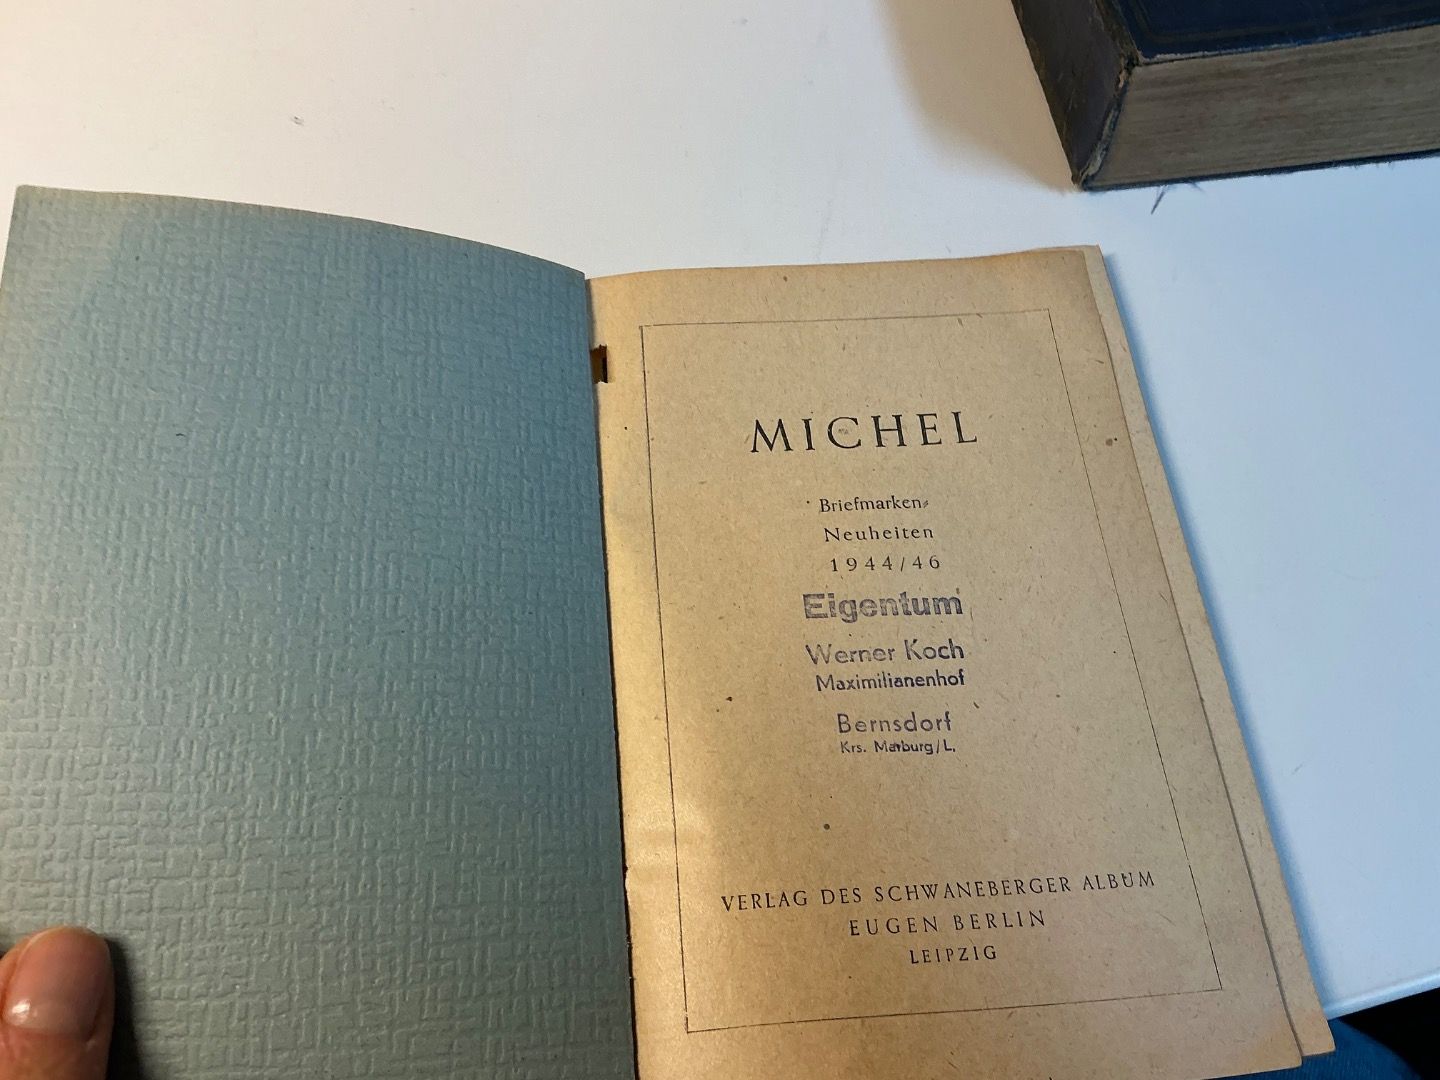 MICHEL
Briefmarken-
Neuheiten
1944/46
Eigentum
Werner Koch
Maximilianenhof
Bernsdorf
Krs. Marburg/L.
VERLAG DES SCHWANEBERGER ALBUM
EUGEN BERLIN
LEIPZIG